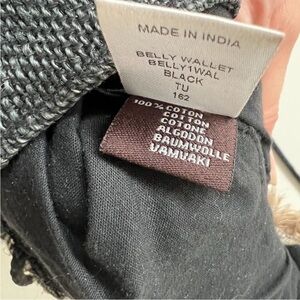 MADE IN INDIA
BELLY WALLET
BELLY1WAL
BLACK
TU
162
100% COTON
COTTON
COTONE
ALGODON
BAUMWOLLE
VAMVAKI